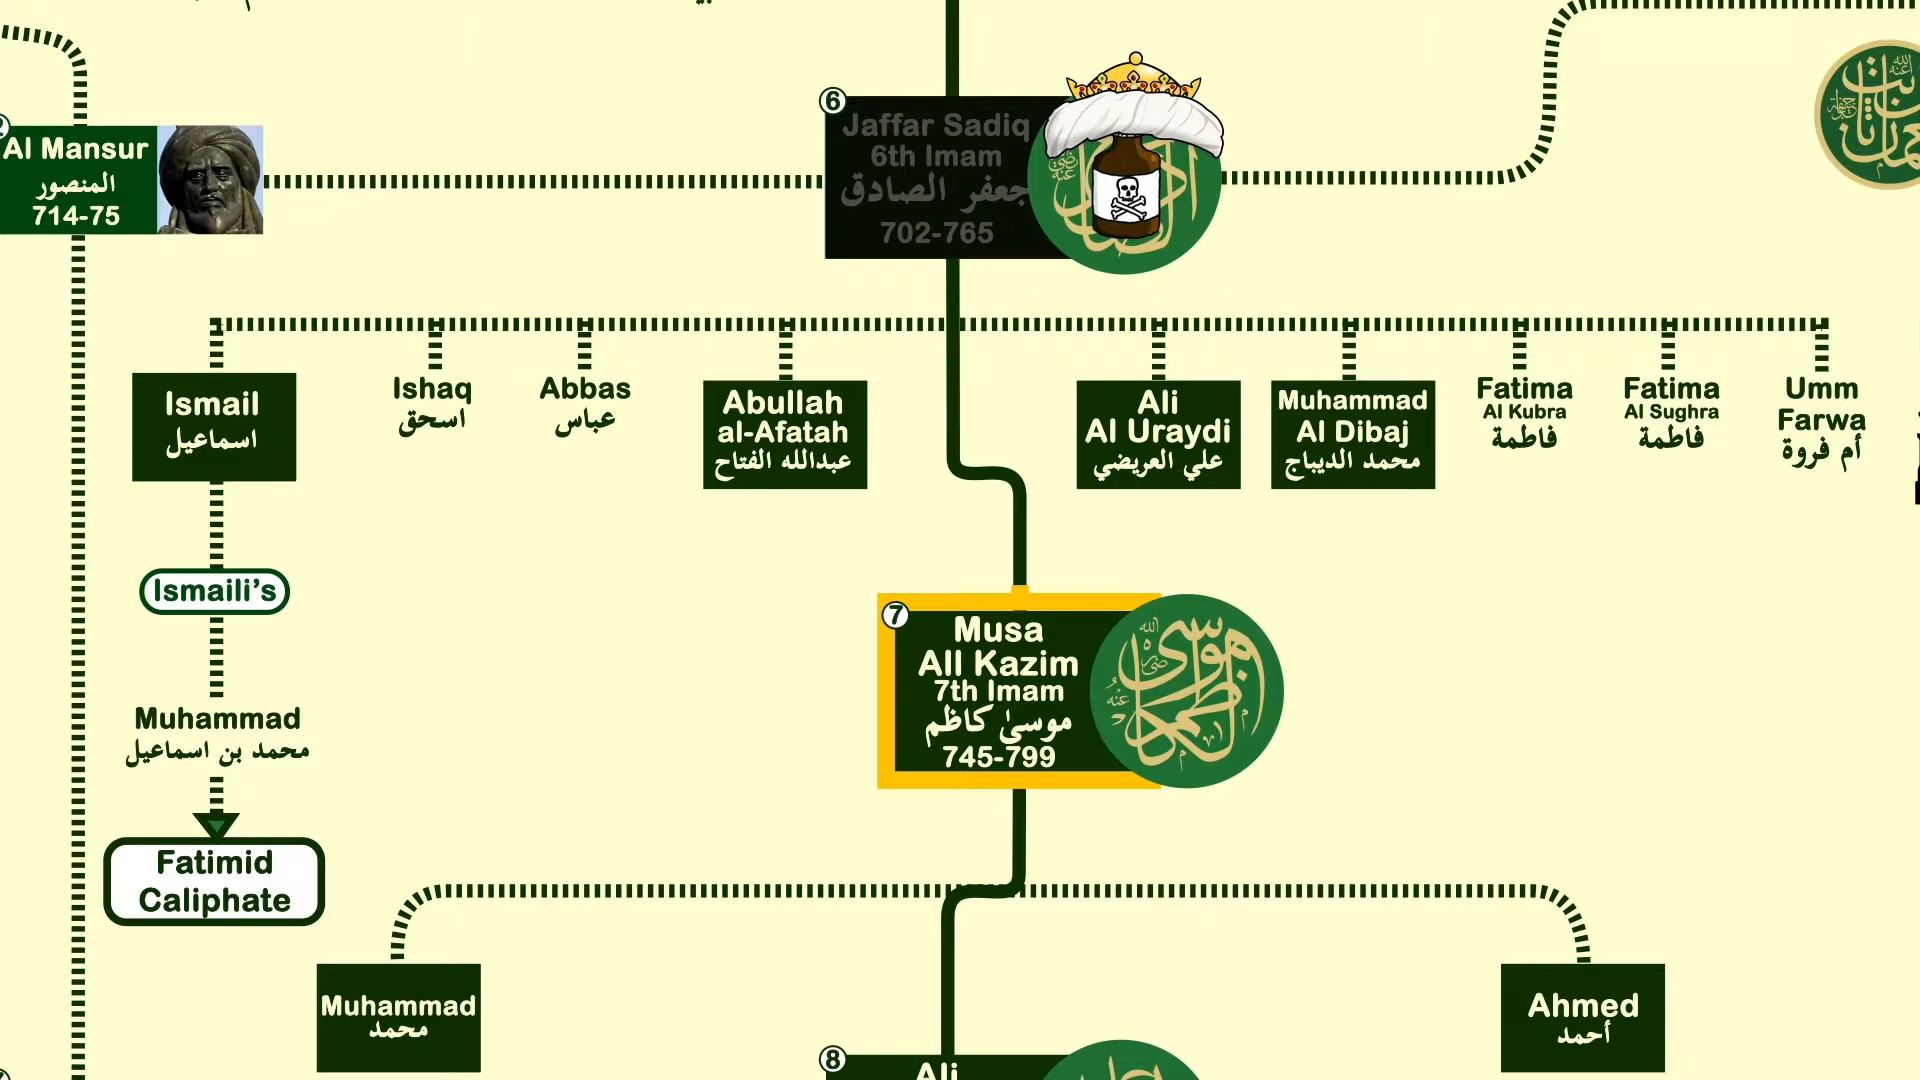 Al Mansur
المنصور
714-75
6
Jaffar Sadiq
6th Imam
جعفر الصادق
702-765
Ismail
اسماعيل
Ishaq
اسحق
Abbas
عباس
Abullah
al-Afatah
عبدالله الفتاح
Ali
Al Uraydi
علي العريضي
Muhammad
Al Dibaj
محمد الديباج
Fatima
Al Kubra
فاطمة
Fatima
Al Sughra
فاطمة
Umm
Farwa
أم فروة
Ismaili's
Muhammad
محمد بن اسماعيل
Fatimid
Caliphate
7
Musa
All Kazim
7th Imam
موسیٰ كاظم
745-799
موسى الكاظم
Muhammad
محمد
Ahmed
أحمد
8
Ali